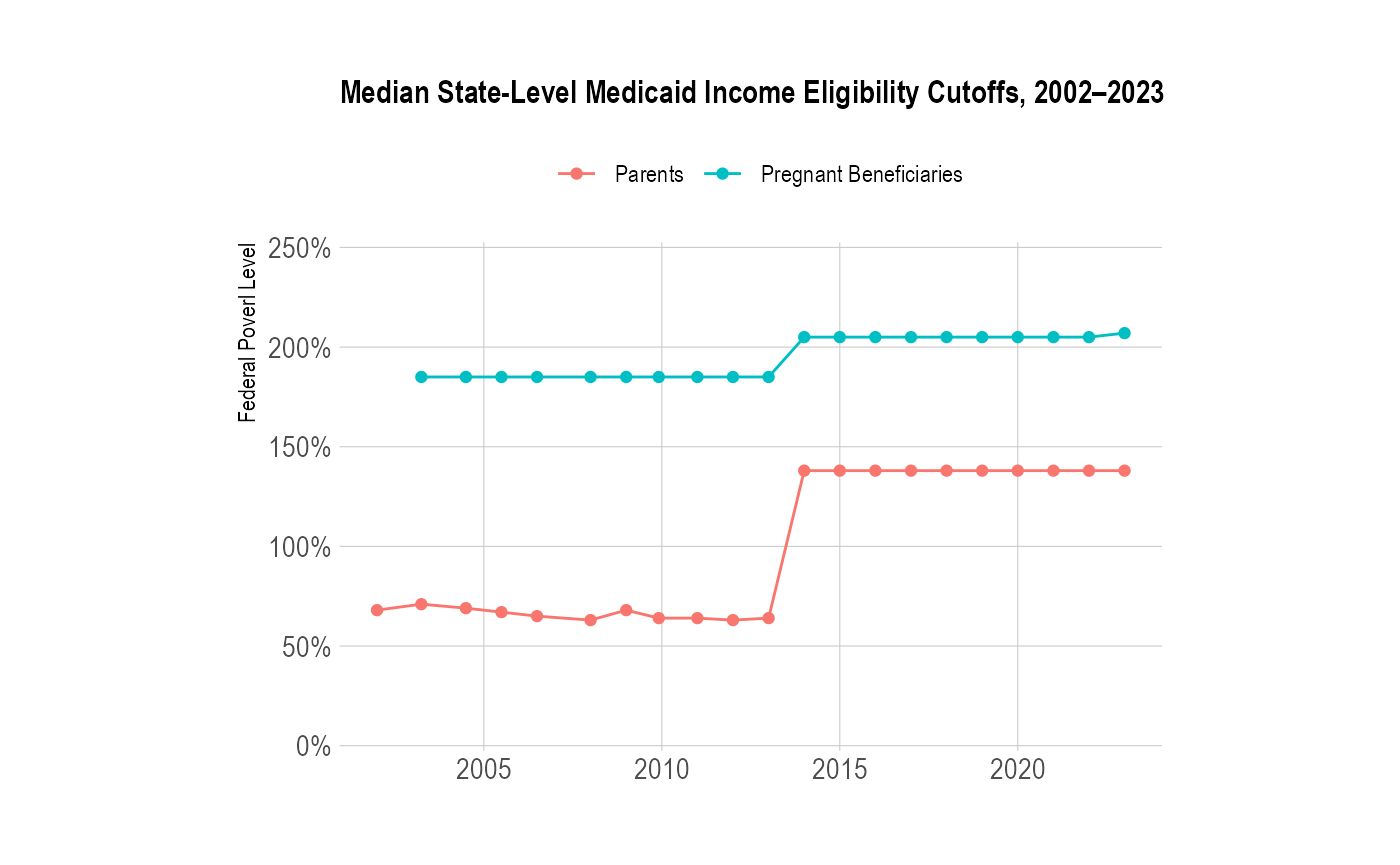 Median State-Level Medicaid Income Eligibility Cutoffs, 2002–2023
Parents
Pregnant Beneficiaries
Federal Poverl Level
250%
200%
150%
100%
50%
0%
2005
2010
2015
2020